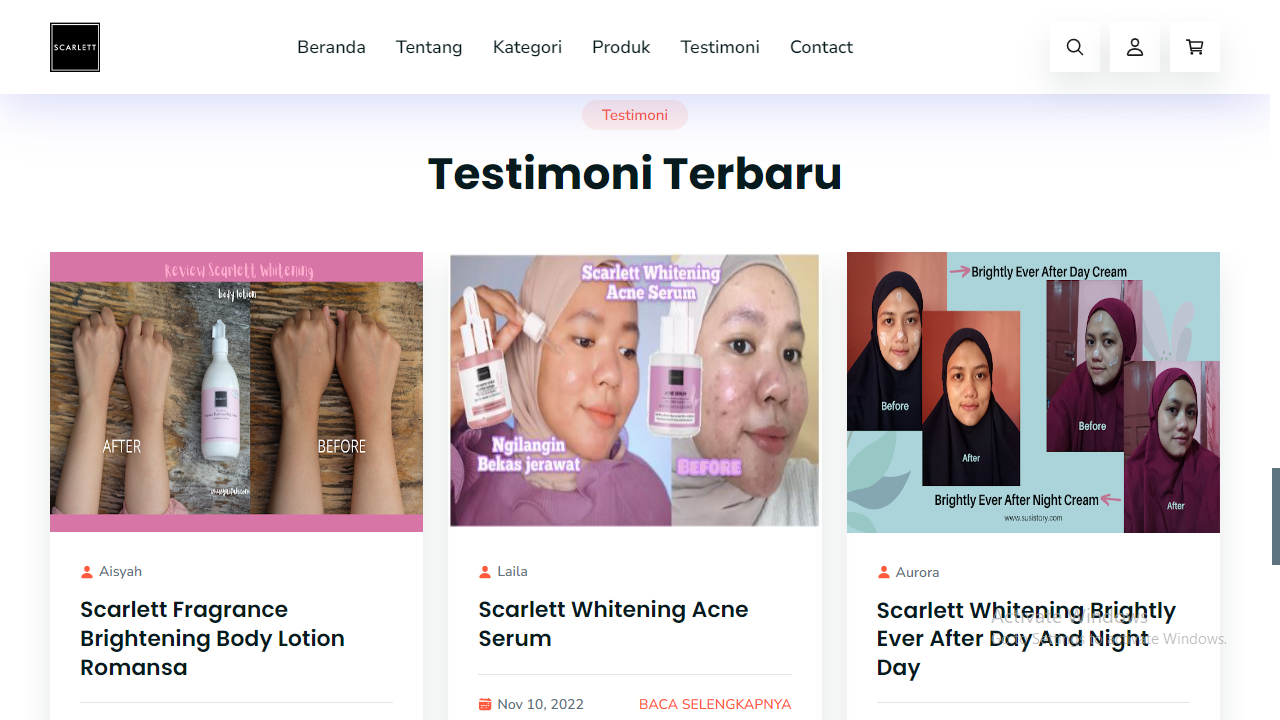 SCARLETT
Beranda
Tentang
Kategori
Produk
Testimoni
Contact
Testimoni
Testimoni Terbaru
Review Scarlett Whitening
body lotion
AFTER
BEFORE
Aisyah
Scarlett Fragrance
Brightening Body Lotion
Romansa
Scarlett Whitening
Acne Serum
Ngilangin
Bekas jerawat
BEFORE
Laila
Scarlett Whitening Acne
Serum
Nov 10, 2022
BACA SELENGKAPNYA
Brightly Ever After Day Cream
Before
After
Before
After
Brightly Ever After Night Cream
www.susistory.com
Aurora
Scarlett Whitening Brightly
Ever After Day And Night
Day
Activate Windows
Go to Settings to activate Windows.